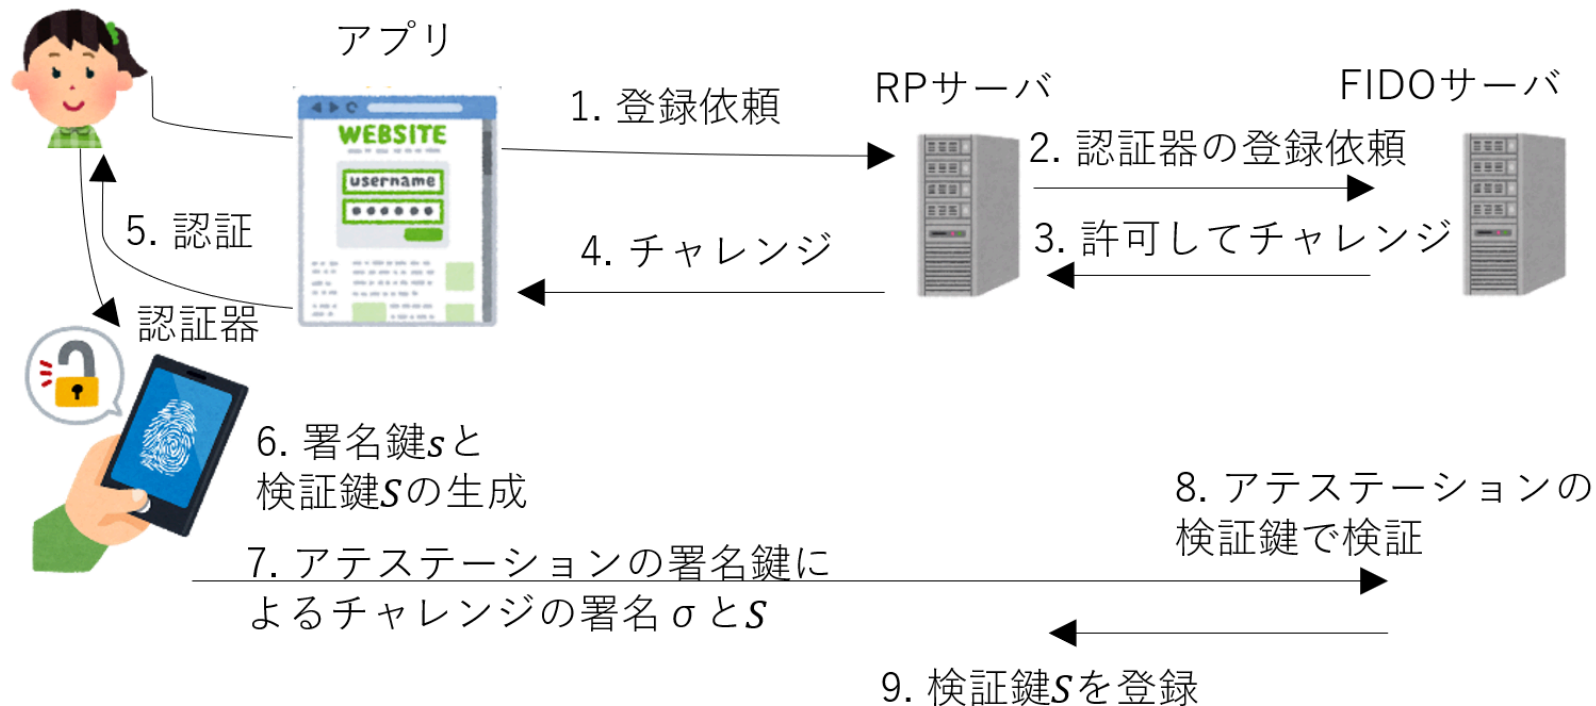 アプリ
RPサーバ
FIDOサーバ
1. 登録依頼
2. 認証器の登録依頼
WEBSITE
username
5. 認証
4. チャレンジ
3. 許可してチャレンジ
認証器
6. 署名鍵sと
検証鍵Sの生成
8. アテステーションの
検証鍵で検証
7. アテステーションの署名鍵に
よるチャレンジの署名σとS
9. 検証鍵Sを登録